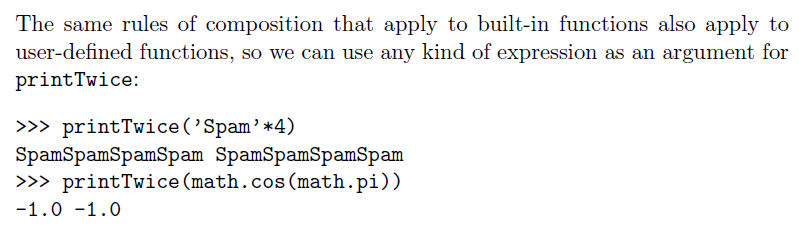 The same rules of composition that apply to built-in functions also apply to
user-defined functions, so we can use any kind of expression as an argument for
printTwice:
>>> printTwice(’Spam’*4)
SpamSpamSpamSpam SpamSpamSpamSpam
>>> printTwice(math.cos(math.pi))
-1.0 -1.0